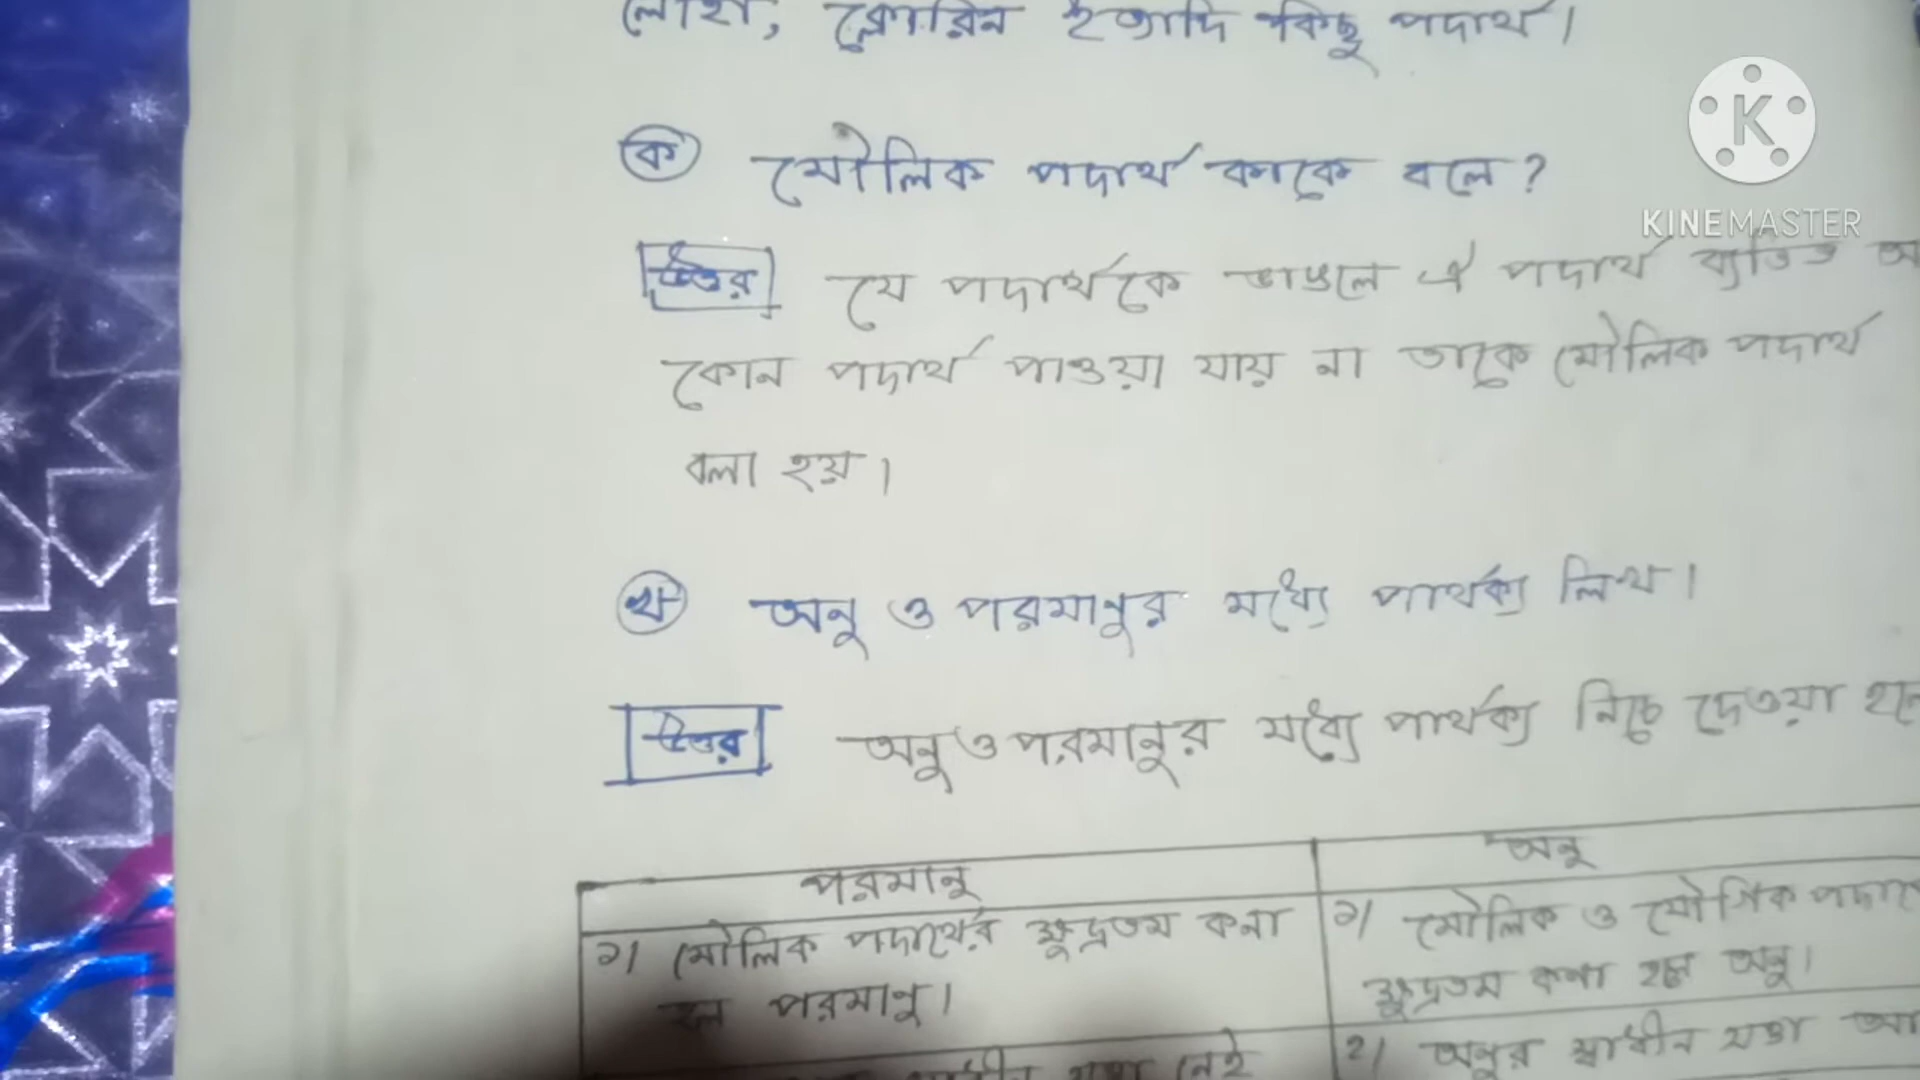 লোহা, ক্লোরিন ইত্যাদি কিছু পদার্থ।
K
KINEMASTER
ক মৌলিক পদার্থ কাকে বলে?
উত্তর যে পদার্থকে ভাঙলে ঐ পদার্থ ব্যতিত অ
কোন পদার্থ পাওয়া যায় না তাকে মৌলিক পদার্থ
বলা হয়।
খ অনু ও পরমানুর মধ্যে পার্থক্য লিখ।
উত্তর অনু ও পরমানুর মধ্যে পার্থক্য নিচে দেওয়া হলে
পরমানু
অনু
১। মৌলিক পদার্থের ক্ষুদ্রতম কনা
হল পরমানু।
১। মৌলিক ও যৌগিক পদার্থে
ক্ষুদ্রতম কনা হল অনু।
নেই
২। অনুর স্বাধীন সত্তা আ